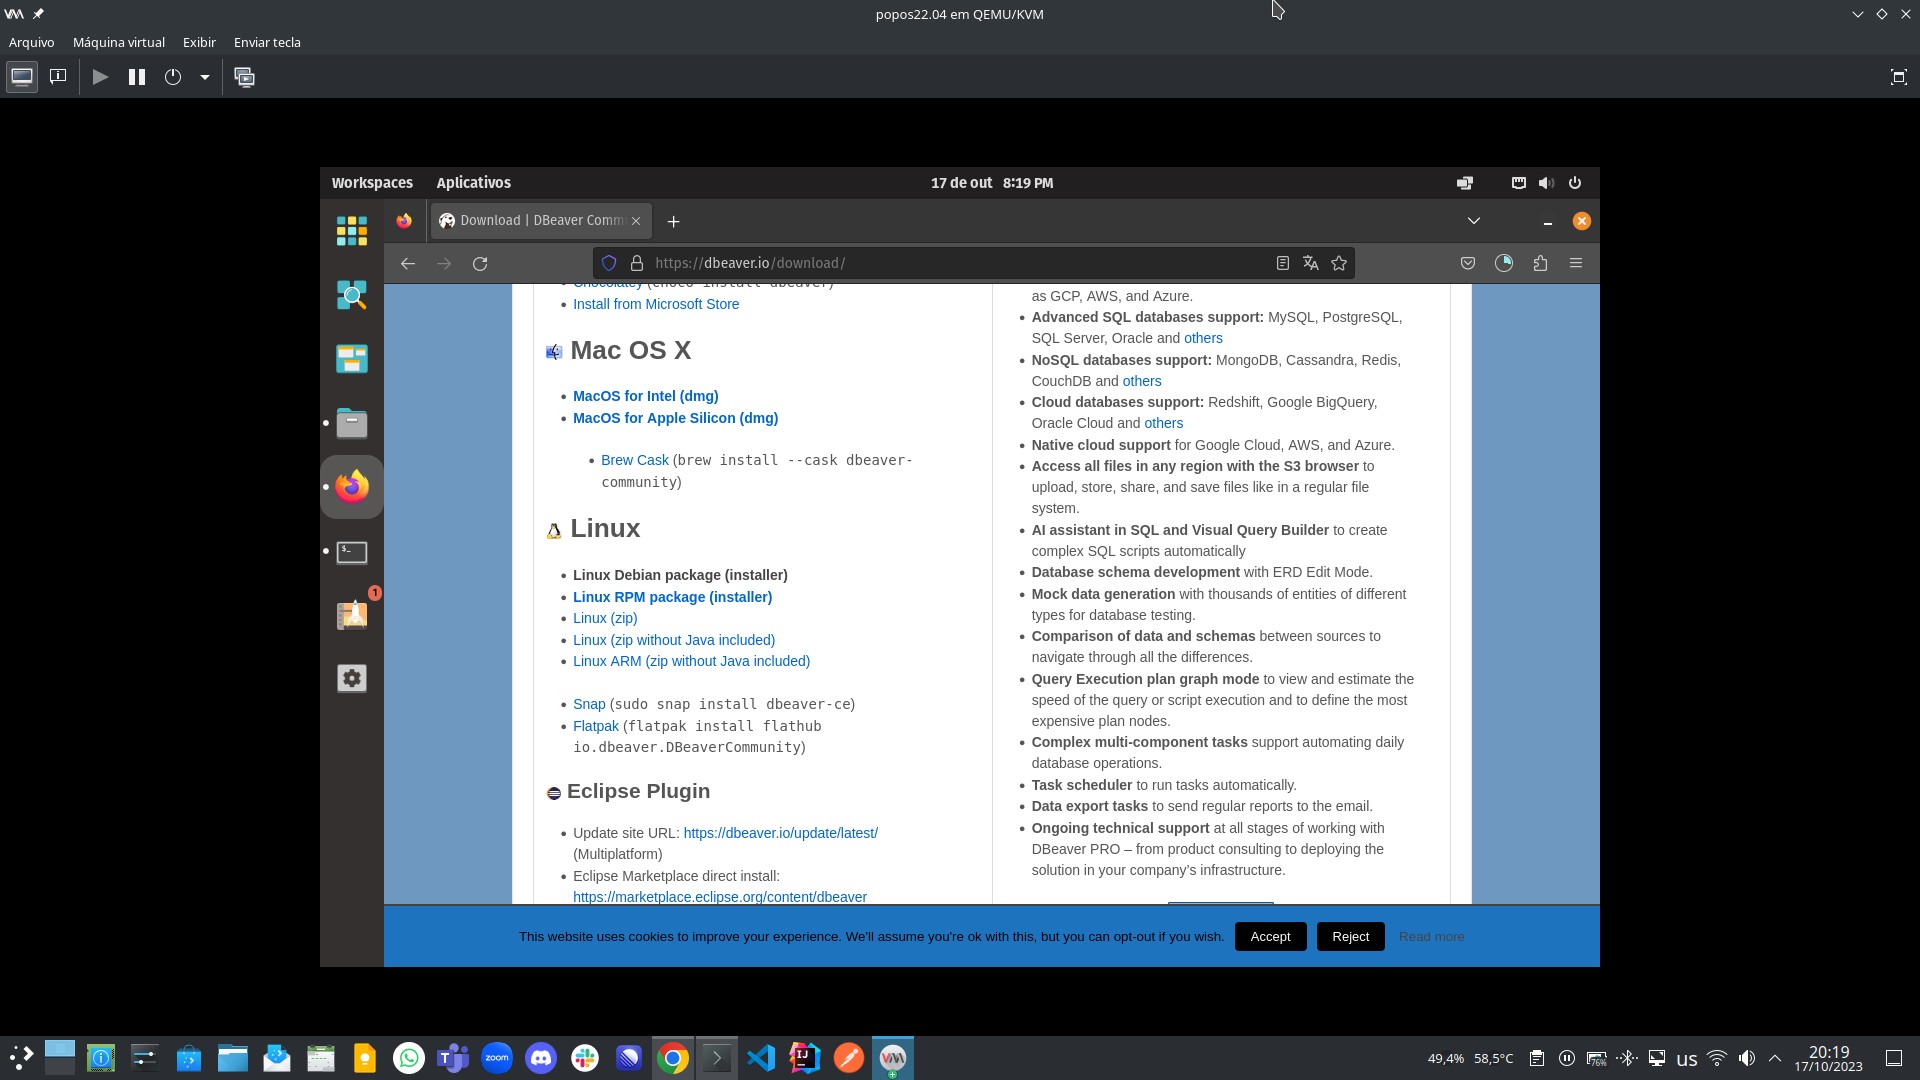 popos22.04 em QEMU/KVM
Arquivo Máquina virtual Exibir Enviar tecla
Workspaces Aplicativos 17 de out 8:19 PM
Download | DBeaver Comm
https://dbeaver.io/download/
Chocolatey (choco install dbeaver)
Install from Microsoft Store
Mac OS X
MacOS for Intel (dmg)
MacOS for Apple Silicon (dmg)
Brew Cask (brew install --cask dbeaver-
community)
Linux
Linux Debian package (installer)
Linux RPM package (installer)
Linux (zip)
Linux (zip without Java included)
Linux ARM (zip without Java included)
Snap (sudo snap install dbeaver-ce)
Flatpak (flatpak install flathub
io.dbeaver.DBeaverCommunity)
Eclipse Plugin
Update site URL: https://dbeaver.io/update/latest/
(Multiplatform)
Eclipse Marketplace direct install:
https://marketplace.eclipse.org/content/dbeaver
as GCP, AWS, and Azure.
Advanced SQL databases support: MySQL, PostgreSQL,
SQL Server, Oracle and others
NoSQL databases support: MongoDB, Cassandra, Redis,
CouchDB and others
Cloud databases support: Redshift, Google BigQuery,
Oracle Cloud and others
Native cloud support for Google Cloud, AWS, and Azure.
Access all files in any region with the S3 browser to
upload, store, share, and save files like in a regular file
system.
AI assistant in SQL and Visual Query Builder to create
complex SQL scripts automatically
Database schema development with ERD Edit Mode.
Mock data generation with thousands of entities of different
types for database testing.
Comparison of data and schemas between sources to
navigate through all the differences.
Query Execution plan graph mode to view and estimate the
speed of the query or script execution and to define the most
expensive plan nodes.
Complex multi-component tasks support automating daily
database operations.
Task scheduler to run tasks automatically.
Data export tasks to send regular reports to the email.
Ongoing technical support at all stages of working with
DBeaver PRO – from product consulting to deploying the
solution in your company's infrastructure.
1
This website uses cookies to improve your experience. We'll assume you're ok with this, but you can opt-out if you wish. Accept Reject Read more
zoom
49,4% 58,5°C 76% us 20:19
17/10/2023